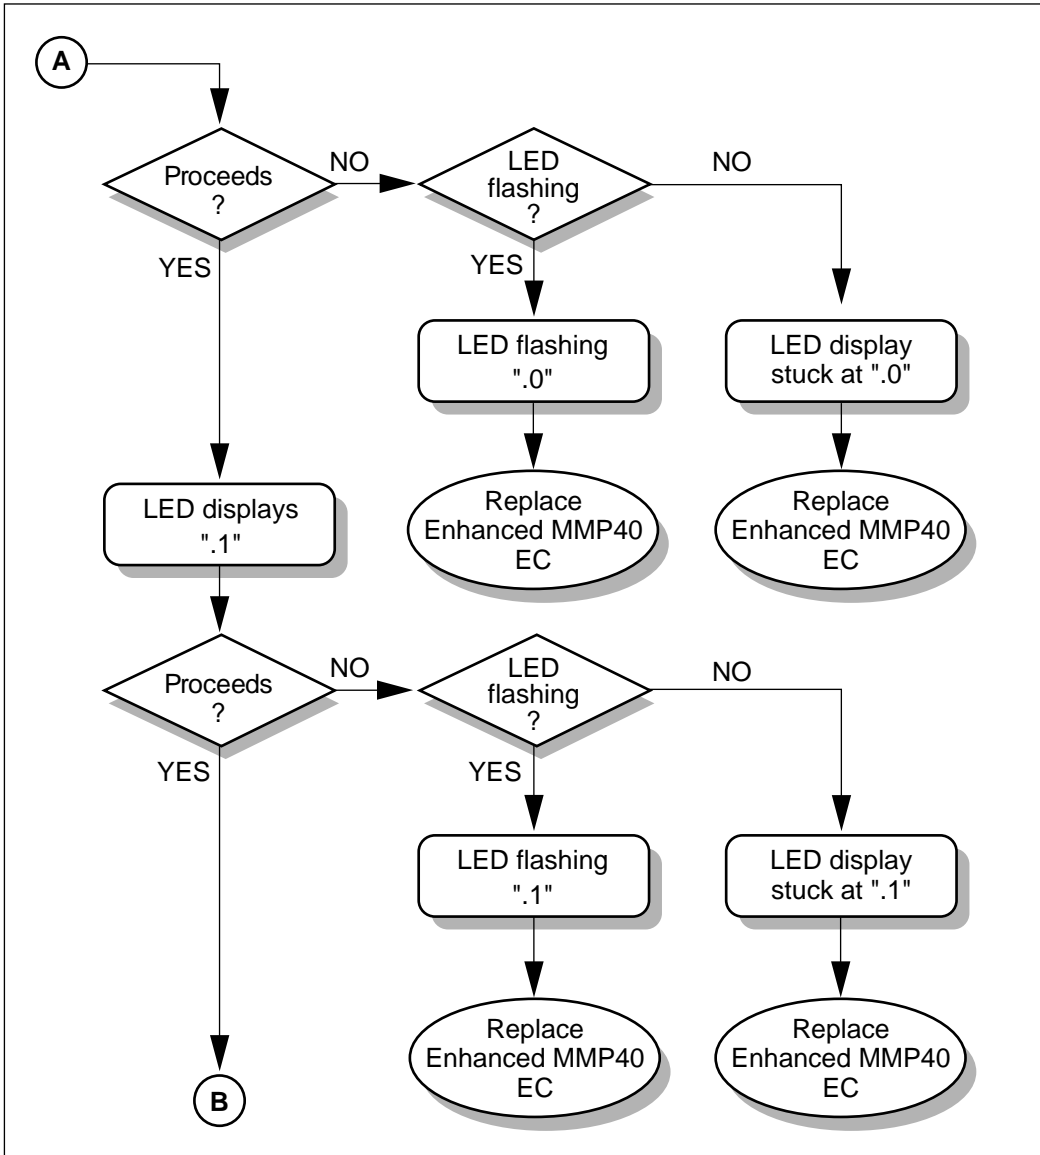 A
Proceeds
?
NO
LED
flashing
?
NO
YES
YES
LED flashing
".0"
LED display
stuck at ".0"
Replace
Enhanced MMP40
EC
Replace
Enhanced MMP40
EC
LED displays
".1"
Proceeds
?
NO
LED
flashing
?
NO
YES
YES
LED flashing
".1"
LED display
stuck at ".1"
Replace
Enhanced MMP40
EC
Replace
Enhanced MMP40
EC
B